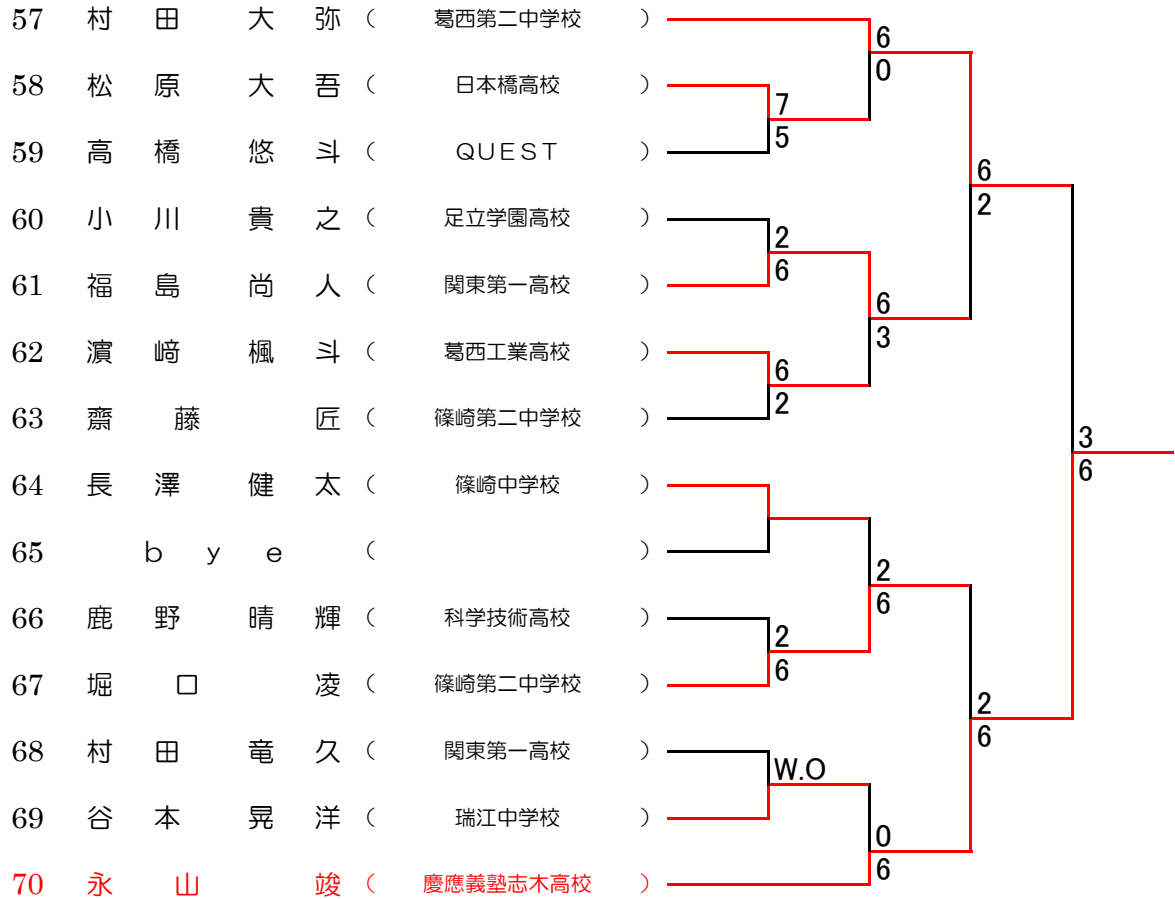 57 村田 大弥 ( 葛西第二中学校 )
6
0
58 松原 大吾 ( 日本橋高校 )
7
5
59 高橋 悠斗 ( QUEST )
6
2
60 小川 貴之 ( 足立学園高校 )
2
6
61 福島 尚人 ( 関東第一高校 )
6
3
62 濵﨑 楓斗 ( 葛西工業高校 )
6
2
63 齋藤 匠 ( 篠崎第二中学校 )
3
6
64 長澤 健太 ( 篠崎中学校 )
65 bye ( )
2
6
66 鹿野 晴輝 ( 科学技術高校 )
2
6
67 堀口 凌 ( 篠崎第二中学校 )
2
6
68 村田 竜久 ( 関東第一高校 )
W.O
69 谷本 晃洋 ( 瑞江中学校 )
0
6
70 永山 竣 ( 慶應義塾志木高校 )